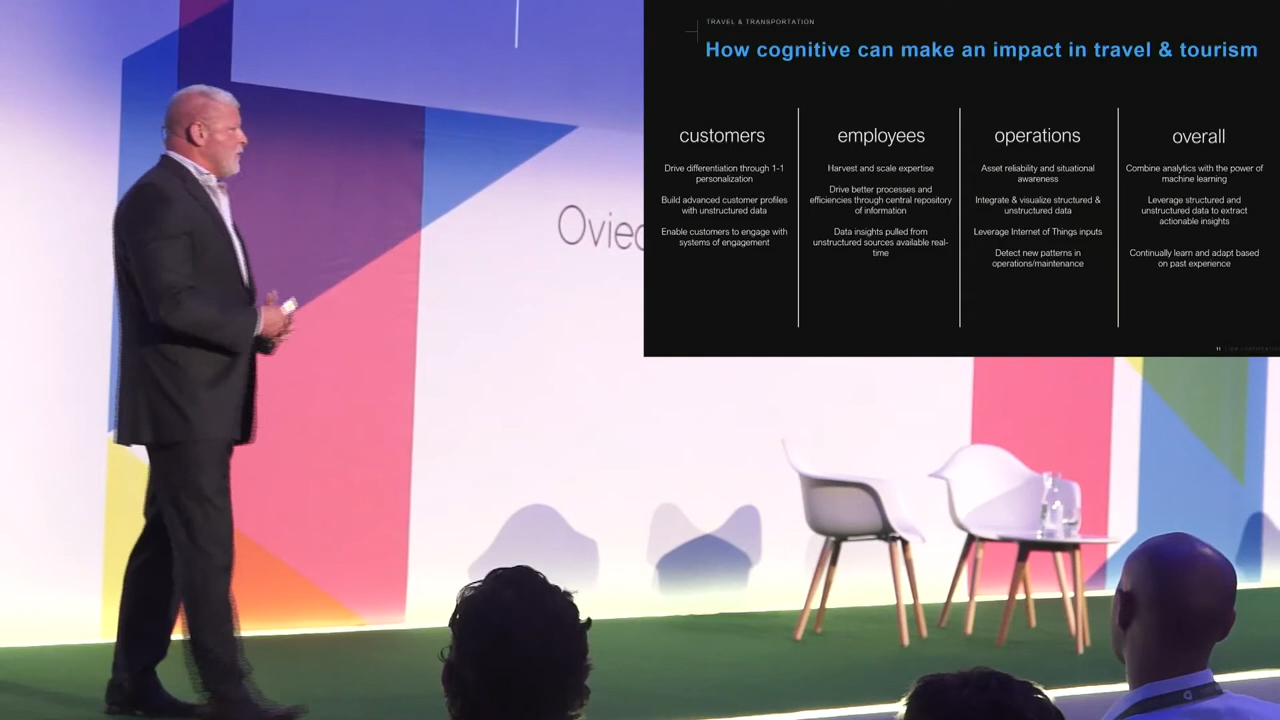 TRAVEL & TRANSPORTATION
How cognitive can make an impact in travel & tourism
customers
Drive differentiation through 1-1
personalization
Build advanced customer profiles
with unstructured data
Enable customers to engage with
systems of engagement
employees
Harvest and scale expertise
Drive better processes and
efficiencies through central repository
of information
Data insights pulled from
unstructured sources available real-
time
operations
Asset reliability and situational
awareness
Integrate & visualize structured &
unstructured data
Leverage Internet of Things inputs
Detect new patterns in
operations/maintenance
overall
Combine analytics with the power of
machine learning
Leverage structured and
unstructured data to extract
actionable insights
Continually learn and adapt based
on past experience
11